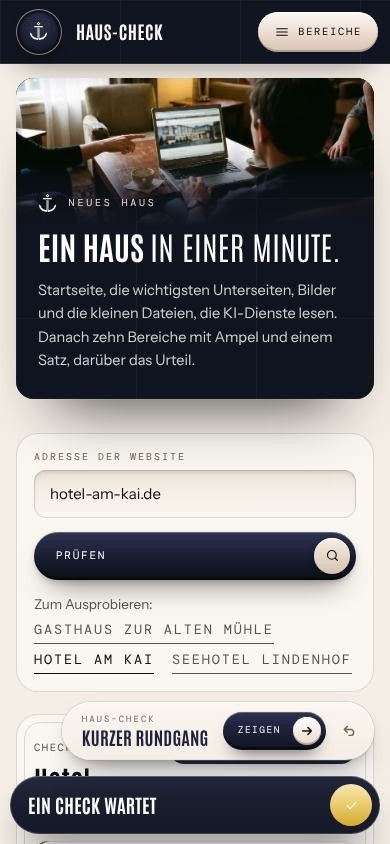 HAUS-CHECK
BEREICHE
NEUES HAUS
EIN HAUS IN EINER MINUTE.
Startseite, die wichtigsten Unterseiten, Bilder
und die kleinen Dateien, die KI-Dienste lesen.
Danach zehn Bereiche mit Ampel und einem
Satz, darüber das Urteil.
ADRESSE DER WEBSITE
hotel-am-kai.de
PRÜFEN
Zum Ausprobieren:
GASTHAUS ZUR ALTEN MÜHLE
HOTEL AM KAI SEEHOTEL LINDENHOF
HAUS-CHECK
KURZER RUNDGANG
ZEIGEN
EIN CHECK WARTET